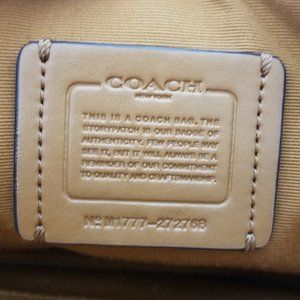 COACH
NEW YORK
THIS IS A COACH BAG. THE
STORYPATCH IS OUR BADGE OF
AUTHENTICITY. FEW PEOPLE MAY
SEE IT, BUT IT WILL ALWAYS BE A
REMINDER OF OUR COMMITMENT
TO QUALITY AND CRAFTSMANSHIP.
Nº M1777-272769